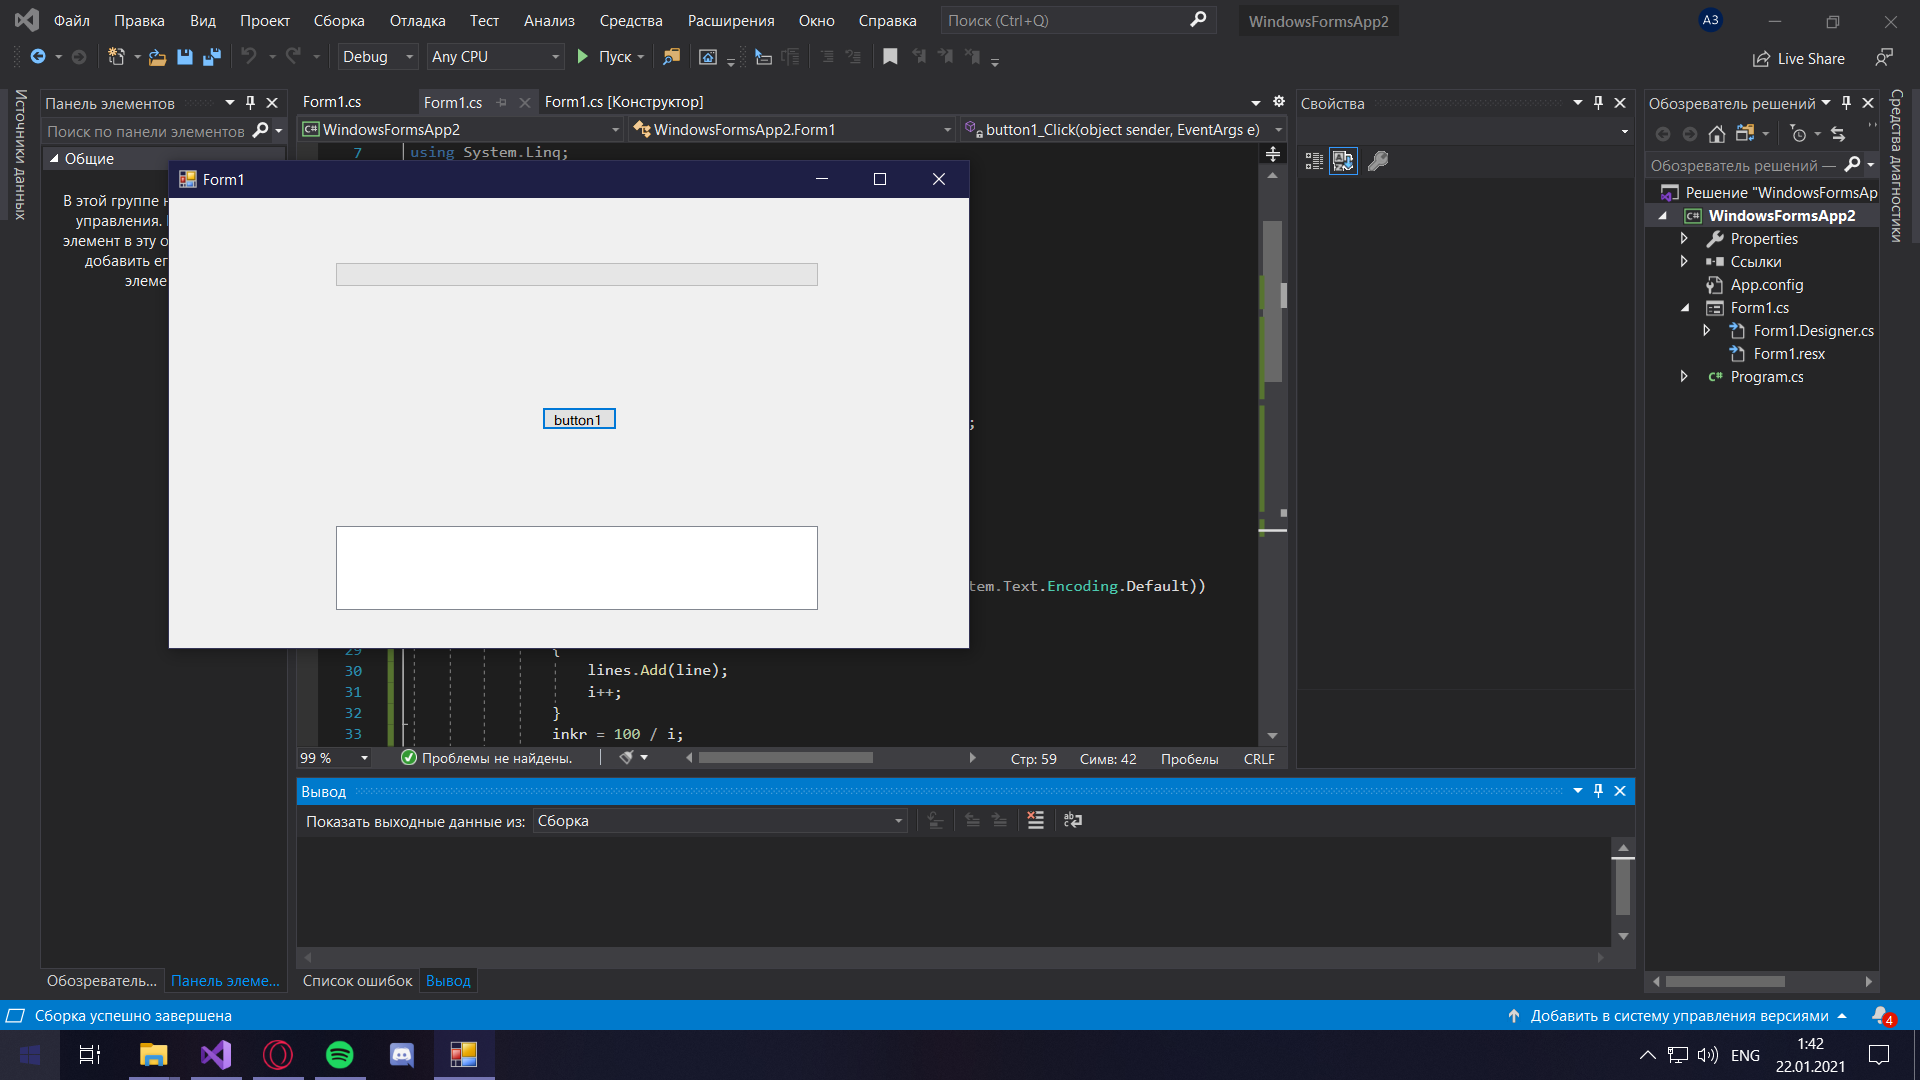 Файл Правка Вид Проект Сборка Отладка Тест Анализ Средства Расширения Окно Справка Поиск (Ctrl+Q) WindowsFormsApp2 АЗ
Debug Any CPU Пуск Live Share
Источники данных
Панель элементов
Поиск по панели элементов
Общие
В этой группе
управления.
элемент в эту
добавить
Form1.cs Form1.cs Form1.cs [Конструктор]
WindowsFormsApp2 WindowsFormsApp2.Form1 button1_Click(object sender, EventArgs e)
7 using System.Linq;
Form1
button1
;
tem.Text.Encoding.Default))
29 {
30 lines.Add(line);
31 i++;
32 }
33 inkr = 100 / i;
99 % Проблемы не найдены. Стр: 59 Симв: 42 Пробелы CRLF
Свойства
Обозреватель решений
Обозреватель решений —
Решение "WindowsFormsAp
WindowsFormsApp2
Properties
Ссылки
App.config
Form1.cs
Form1.Designer.cs
Form1.resx
Program.cs
Средства диагностики
Вывод
Показать выходные данные из: Сборка
Обозреватель... Панель элеме... Список ошибок Вывод
Сборка успешно завершена Добавить в систему управления версиями 4
ENG 1:42
22.01.2021